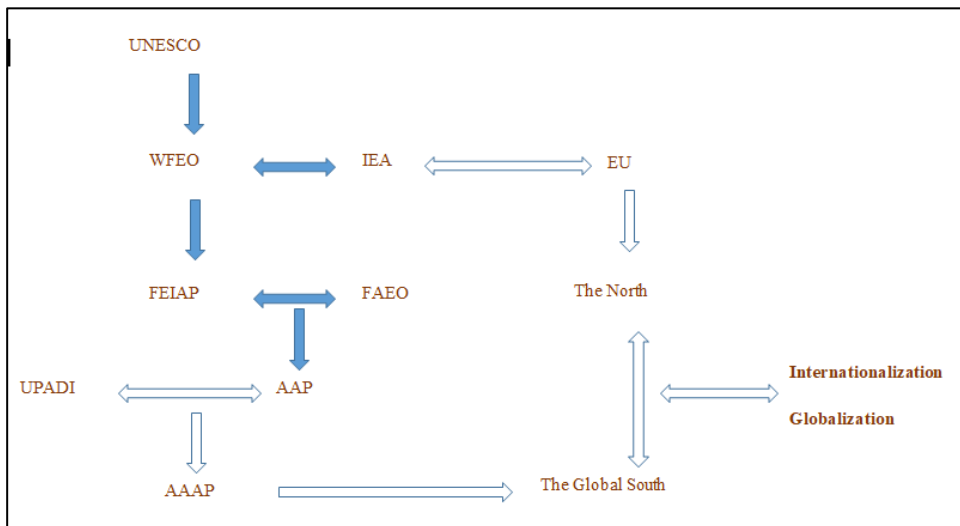 UNESCO
WFEO
IEA
EU
FEIAP
FAEO
The North
UPADI
AAP
Internationalization
Globalization
AAAP
The Global South